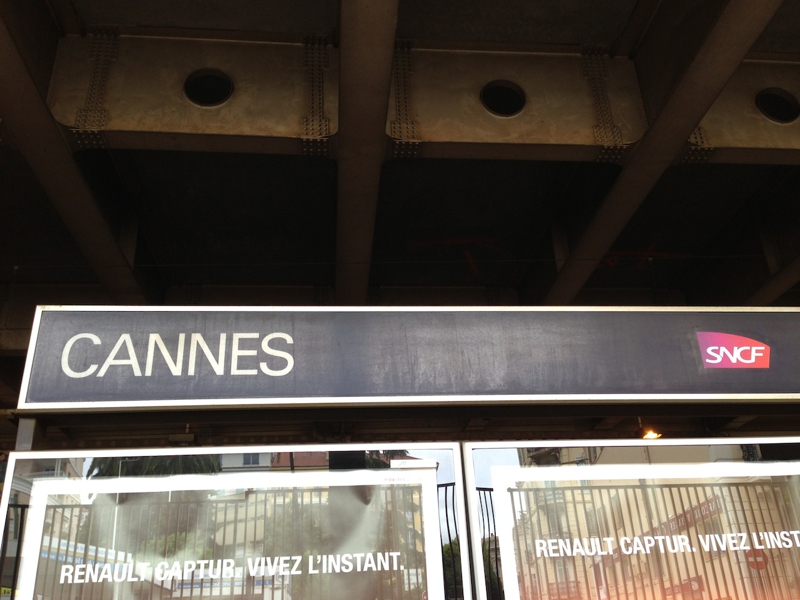 CANNES
SNCF
RENAULT CAPTUR. VIVEZ L'INSTANT.
RENAULT CAPTUR. VIVEZ L'INST